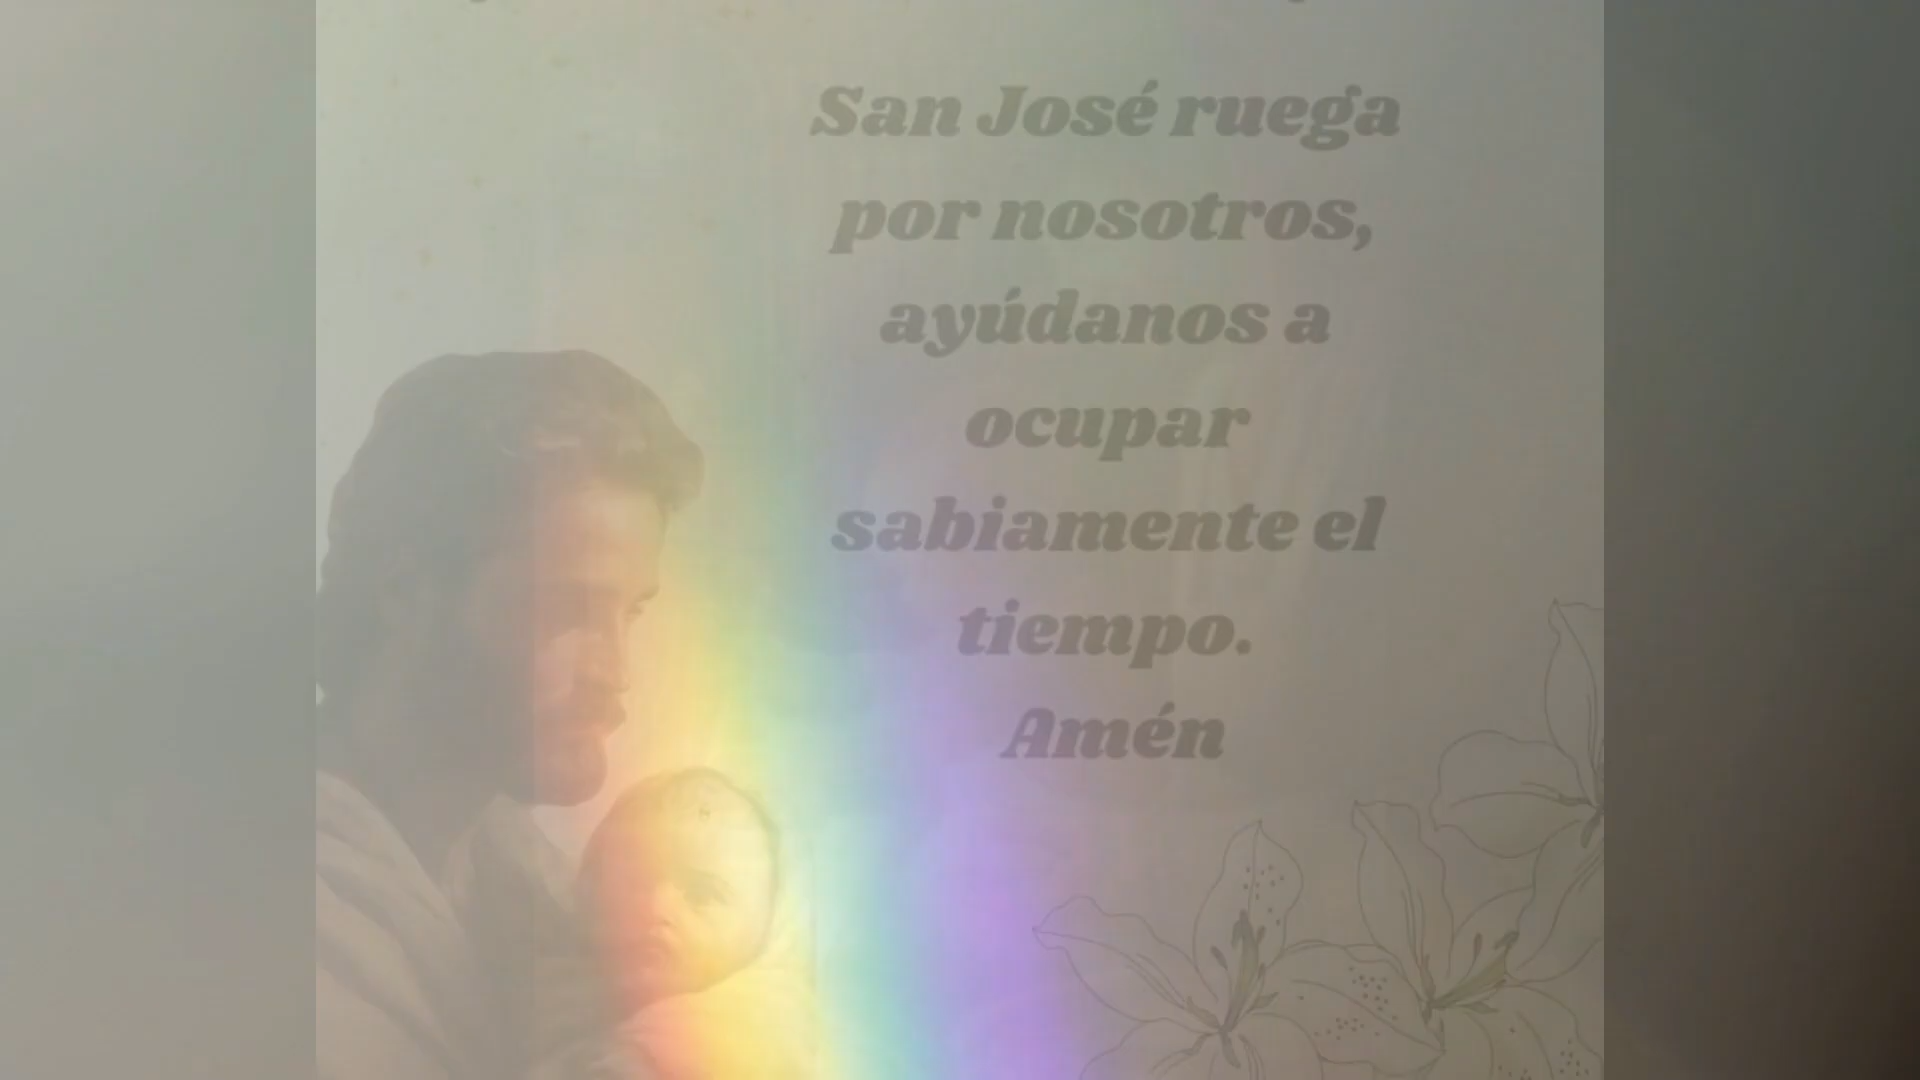 San José ruega
por nosotros,
ayúdanos a
ocupar
sabiamente el
tiempo.
Amén